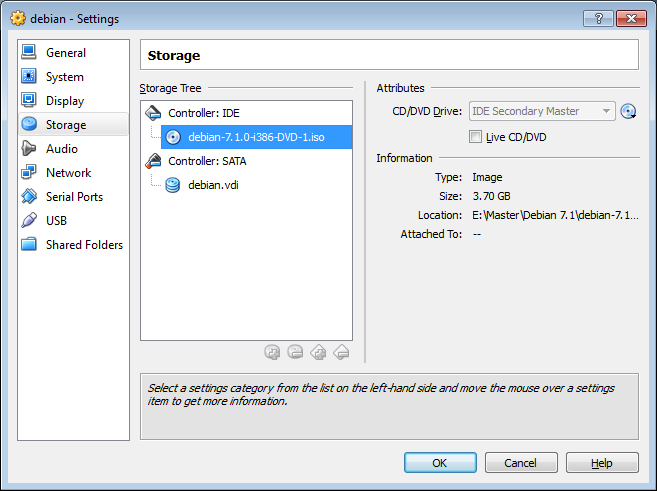 debian - Settings
General
System
Display
Storage
Audio
Network
Serial Ports
USB
Shared Folders
Storage
Storage Tree
Controller: IDE
debian-7.1.0-i386-DVD-1.iso
Controller: SATA
debian.vdi
Attributes
CD/DVD Drive: IDE Secondary Master
Live CD/DVD
Information
Type: Image
Size: 3.70 GB
Location: E:\Master\Debian 7.1\debian-7.1...
Attached To: --
Select a settings category from the list on the left-hand side and move the mouse over a settings
item to get more information.
OK Cancel Help